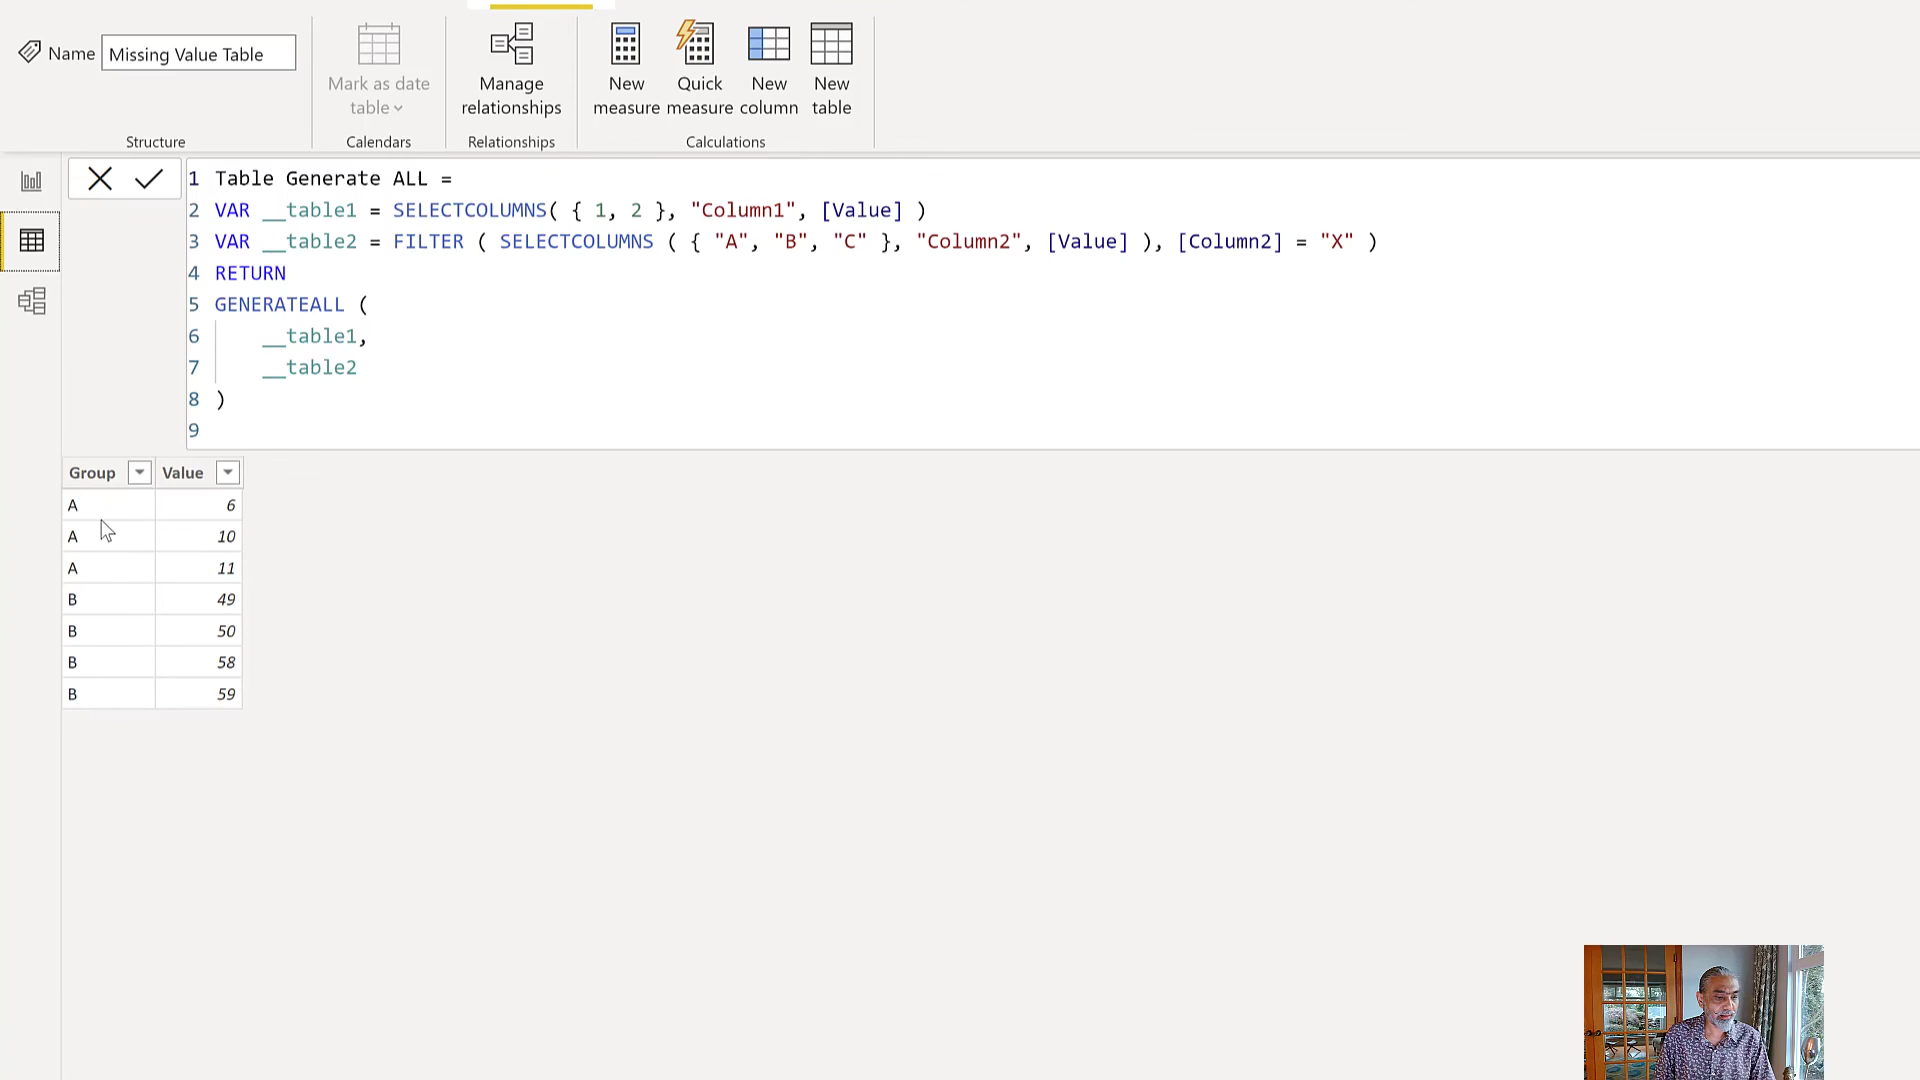 Name Missing Value Table
Mark as date
table
Manage
relationships
New
measure
Quick
measure
New
column
New
table
Structure
Calendars
Relationships
Calculations
1 Table Generate ALL =
2 VAR __table1 = SELECTCOLUMNS( { 1, 2 }, "Column1", [Value] )
3 VAR __table2 = FILTER ( SELECTCOLUMNS ( { "A", "B", "C" }, "Column2", [Value] ), [Column2] = "X" )
4 RETURN
5 GENERATEALL (
6 __table1,
7 __table2
8 )
9
Group Value
A 6
A 10
A 11
B 49
B 50
B 58
B 59